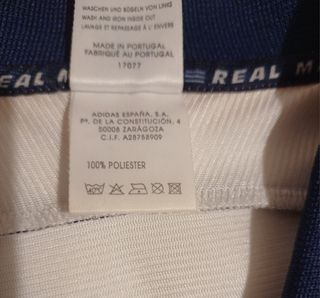 WASCHEN UND BÜGELN VON LINKS
WASH AND IRON INSIDE OUT
LAVAGE ET REPASSAGE À L'ENVERS
MADE IN PORTUGAL
FABRIQUÉ AU PORTUGAL
17077
REAL M
REAL M
ADIDAS ESPAÑA, S.A.
Pº. DE LA CONSTITUCIÓN, 4
50008 ZARAGOZA
C.I.F. A28758909
100% POLIESTER